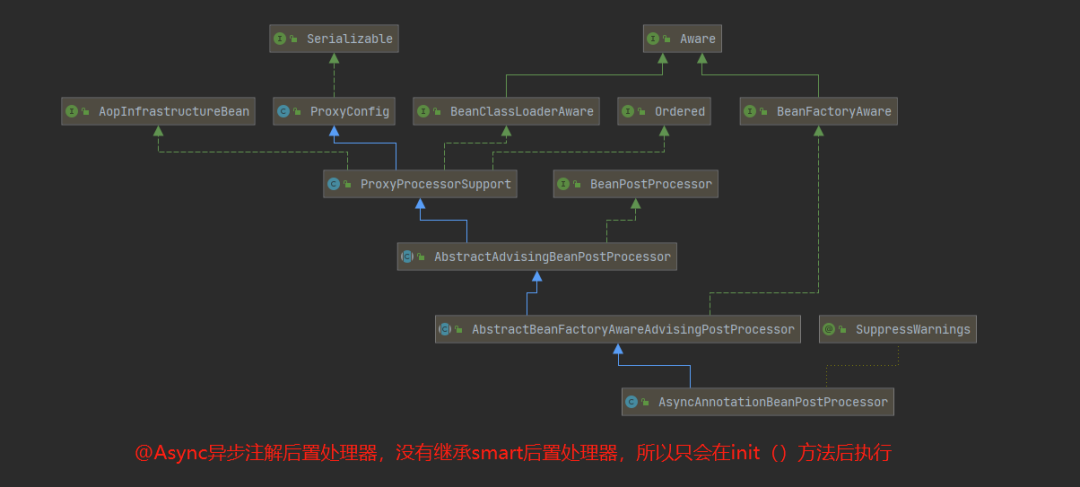 Serializable
Aware
AopInfrastructureBean
ProxyConfig
BeanClassLoaderAware
Ordered
BeanFactoryAware
ProxyProcessorSupport
BeanPostProcessor
AbstractAdvisingBeanPostProcessor
AbstractBeanFactoryAwareAdvisingPostProcessor
SuppressWarnings
AsyncAnnotationBeanPostProcessor
@Async异步注解后置处理器，没有继承smart后置处理器，所以只会在init（）方法后执行